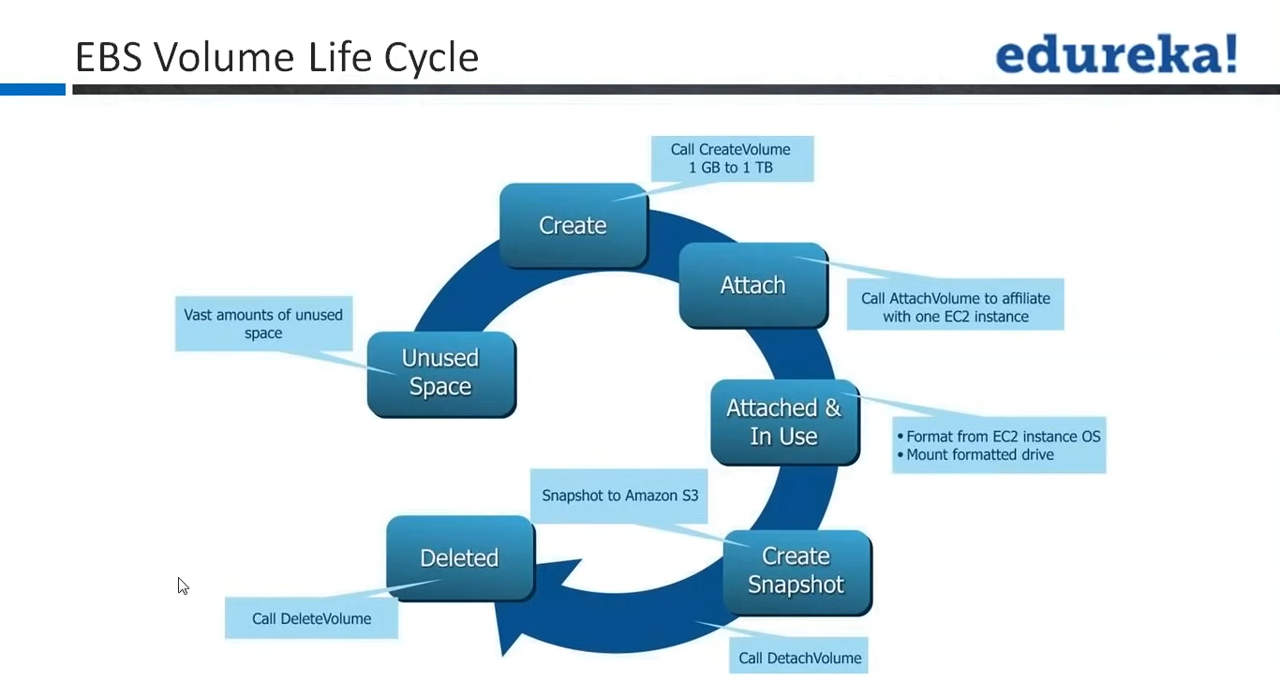 EBS Volume Life Cycle
edureka!
Call CreateVolume
1 GB to 1 TB
Create
Attach
Call AttachVolume to affiliate
with one EC2 instance
Vast amounts of unused
space
Unused
Space
Attached &
In Use
• Format from EC2 instance OS
• Mount formatted drive
Snapshot to Amazon S3
Create
Snapshot
Deleted
Call DeleteVolume
Call DetachVolume